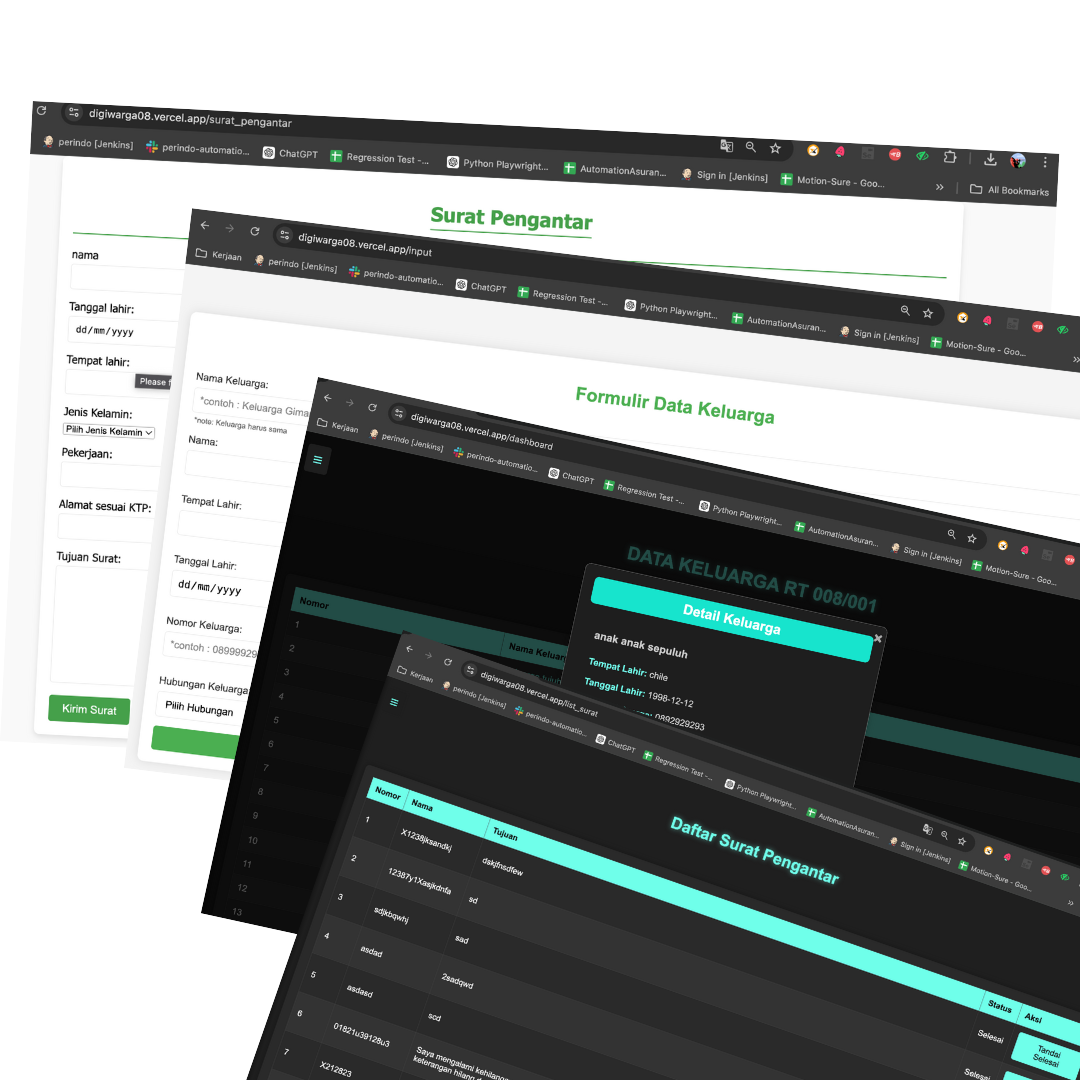 digiwarga08.vercel.app/surat_pengantar
perindo [Jenkins]
perindo-automatio...
ChatGPT
Regression Test -...
Python Playwright...
AutomationAsuran...
Sign in [Jenkins]
Motion-Sure - Goo...
All Bookmarks
Surat Pengantar
nama
Tanggal lahir:
dd/mm/yyyy
Tempat lahir:
Please
Jenis Kelamin:
Pilih Jenis Kelamin
Pekerjaan:
Alamat sesuai KTP:
Tujuan Surat:
Kirim Surat
digiwarga08.vercel.app/input
Kerjaan
perindo [Jenkins]
perindo-automatio...
ChatGPT
Regression Test -...
Python Playwright...
AutomationAsuran...
Sign in [Jenkins]
Motion-Sure - Goo...
Formulir Data Keluarga
Nama Keluarga:
*contoh : Keluarga Gima
*note: Keluarga harus sama
Nama:
Tempat Lahir:
Tanggal Lahir:
dd/mm/yyyy
Nomor Keluarga:
*contoh : 08999929
Hubungan Keluarga
Pilih Hubungan
digiwarga08.vercel.app/dashboard
Kerjaan
perindo [Jenkins]
perindo-automatio...
ChatGPT
Regression Test -...
Python Playwright...
AutomationAsuran...
Sign in [Jenkins]
Motion-Sure - Goo...
DATA KELUARGA RT 008/001
Nomor
Nama Keluar
1
2
3
4
5
6
7
8
9
10
11
12
13
Detail Keluarga
anak anak sepuluh
Tempat Lahir: chile
Tanggal Lahir: 1998-12-12
0892929293
digiwarga08.vercel.app/list_surat
Kerjaan
perindo [Jenkins]
perindo-automatio...
ChatGPT
Regression Test -...
Python Playwright...
AutomationAsuran...
Sign in [Jenkins]
Motion-Sure - Goo...
Daftar Surat Pengantar
Nomor Nama Tujuan Status Aksi
1 X1238jksandkj dskjfnsdfew Selesai Tandai Selesai
2 12387y1Xasjkdnfa sd Selesai
3 sdjkbqwhj sad
4 asdad 2sadqwd
5 asdasd scd
6 01821u39128u3 Saya mengalami kehilang
keterangan hilang
7 X212823